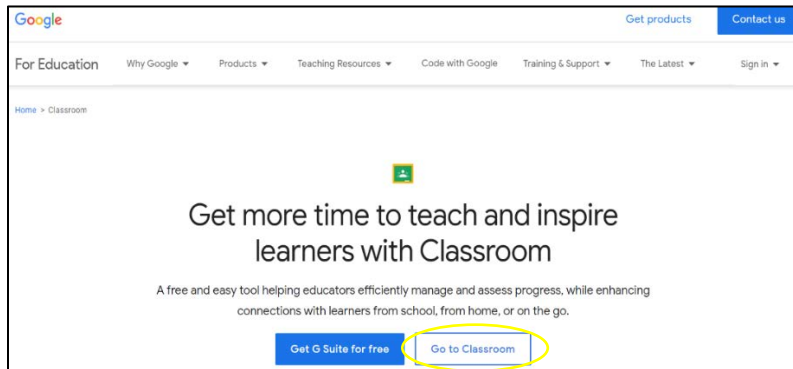 Google
Get products
Contact us
For Education
Why Google
Products
Teaching Resources
Code with Google
Training & Support
The Latest
Sign in
Home > Classroom
Get more time to teach and inspire
learners with Classroom
A free and easy tool helping educators efficiently manage and assess progress, while enhancing
connections with learners from school, from home, or on the go.
Get G Suite for free
Go to Classroom